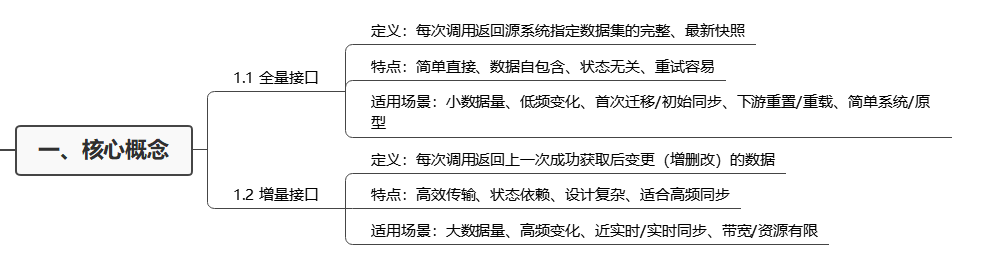 一、核心概念
1.1 全量接口
定义：每次调用返回源系统指定数据集的完整、最新快照
特点：简单直接、数据自包含、状态无关、重试容易
适用场景：小数据量、低频变化、首次迁移/初始同步、下游重置/重载、简单系统/原
型
1.2 增量接口
定义：每次调用返回上一次成功获取后变更（增删改）的数据
特点：高效传输、状态依赖、设计复杂、适合高频同步
适用场景：大数据量、高频变化、近实时/实时同步、带宽/资源有限